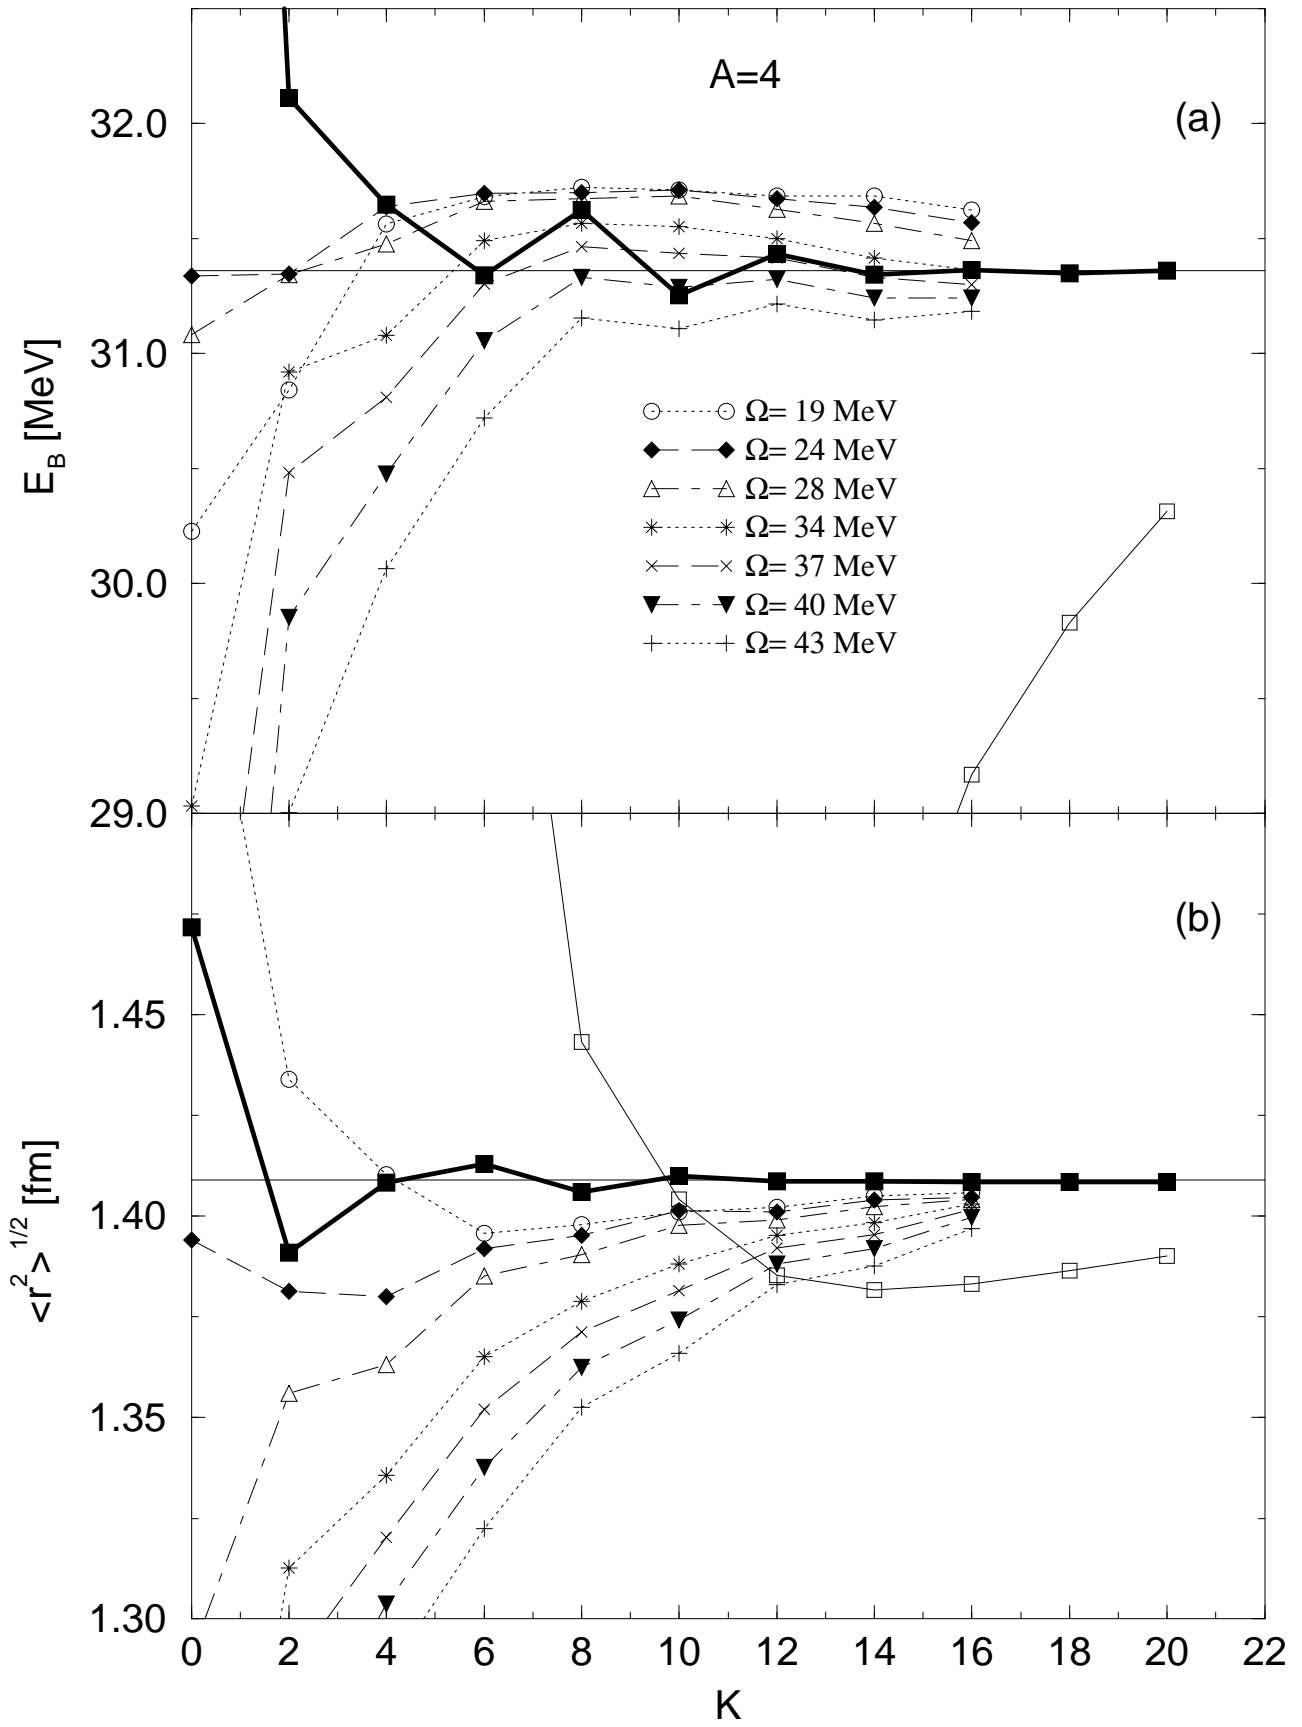 A=4
(a)
32.0
31.0
30.0
29.0
E_B [MeV]
Ω= 19 MeV
Ω= 24 MeV
Ω= 28 MeV
Ω= 34 MeV
Ω= 37 MeV
Ω= 40 MeV
Ω= 43 MeV
(b)
1.45
1.40
1.35
1.30
<r² >^1/2 [fm]
0 2 4 6 8 10 12 14 16 18 20 22
K